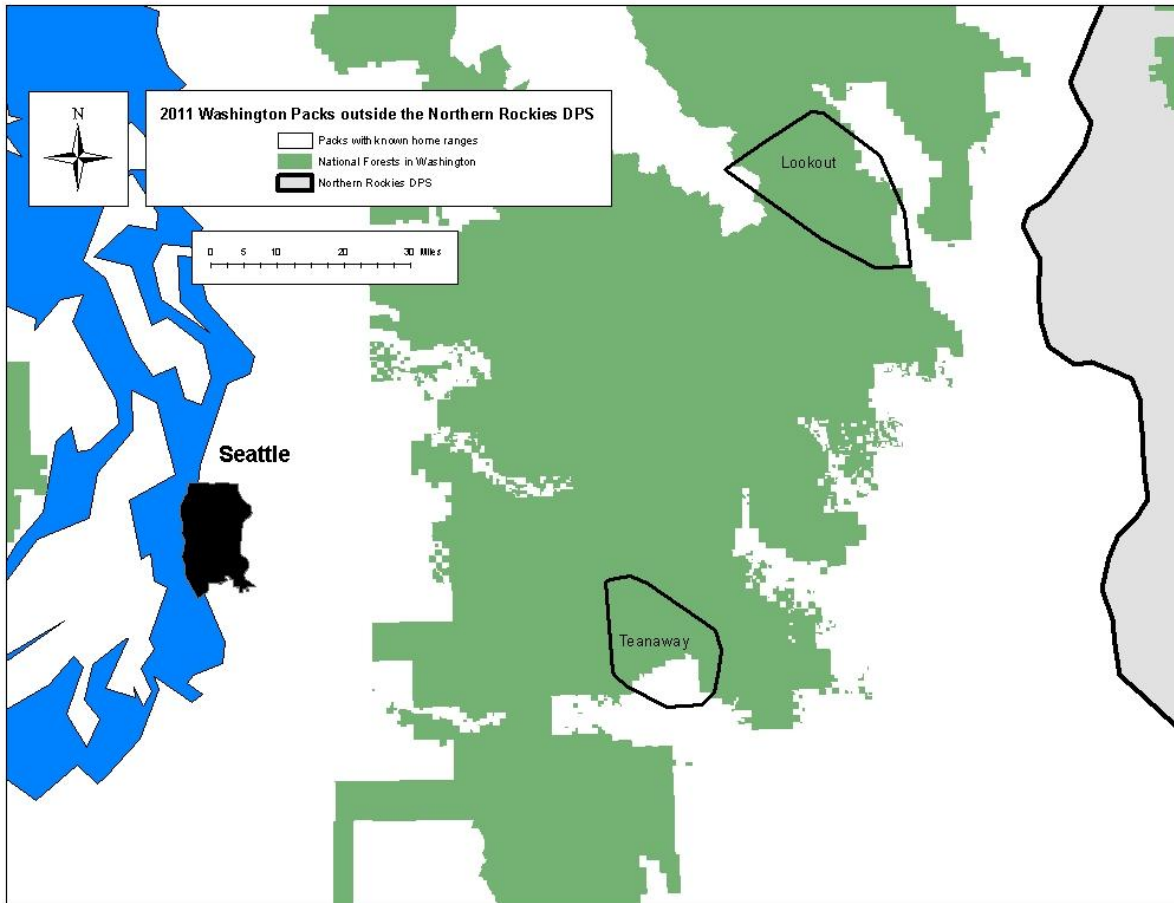 N
2011 Washington Packs outside the Northern Rockies DPS
Packs with known home ranges
National Forests in Washington
Northern Rockies DPS
Lookout
0 5 10 20 30 Miles
Seattle
Teanaway